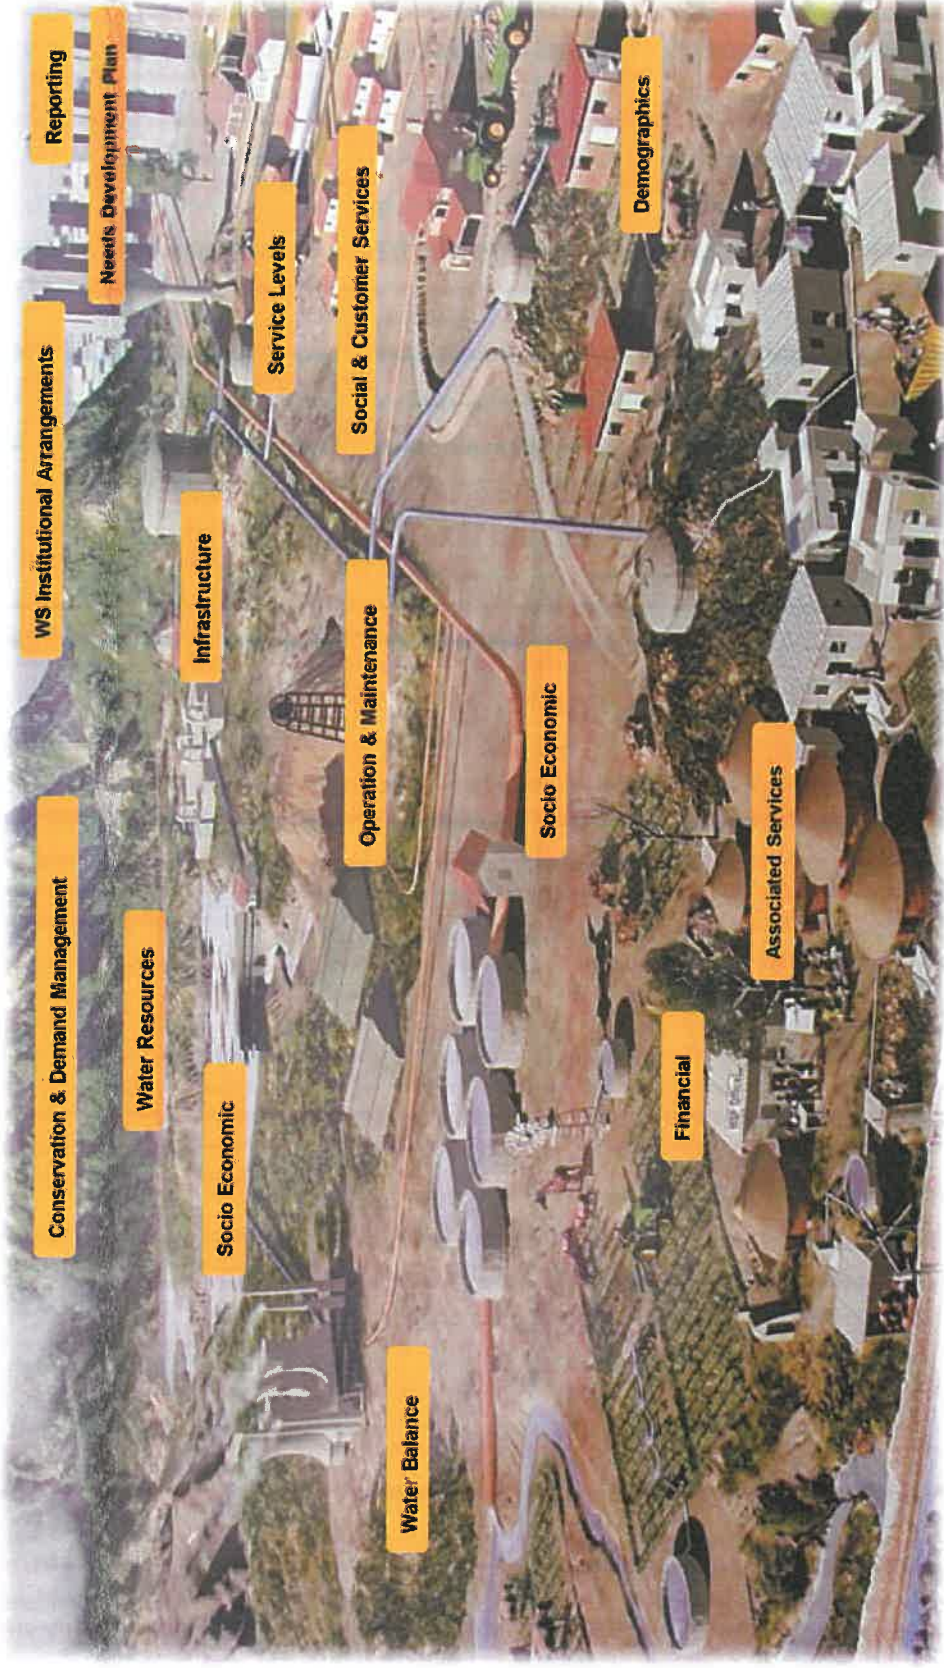 Conservation & Demand Management
WS Institutional Arrangements
Reporting
Needs Development Plan
Water Resources
Infrastructure
Socio Economic
Service Levels
Social & Customer Services
Operation & Maintenance
Water Balance
Socio Economic
Demographics
Financial
Associated Services